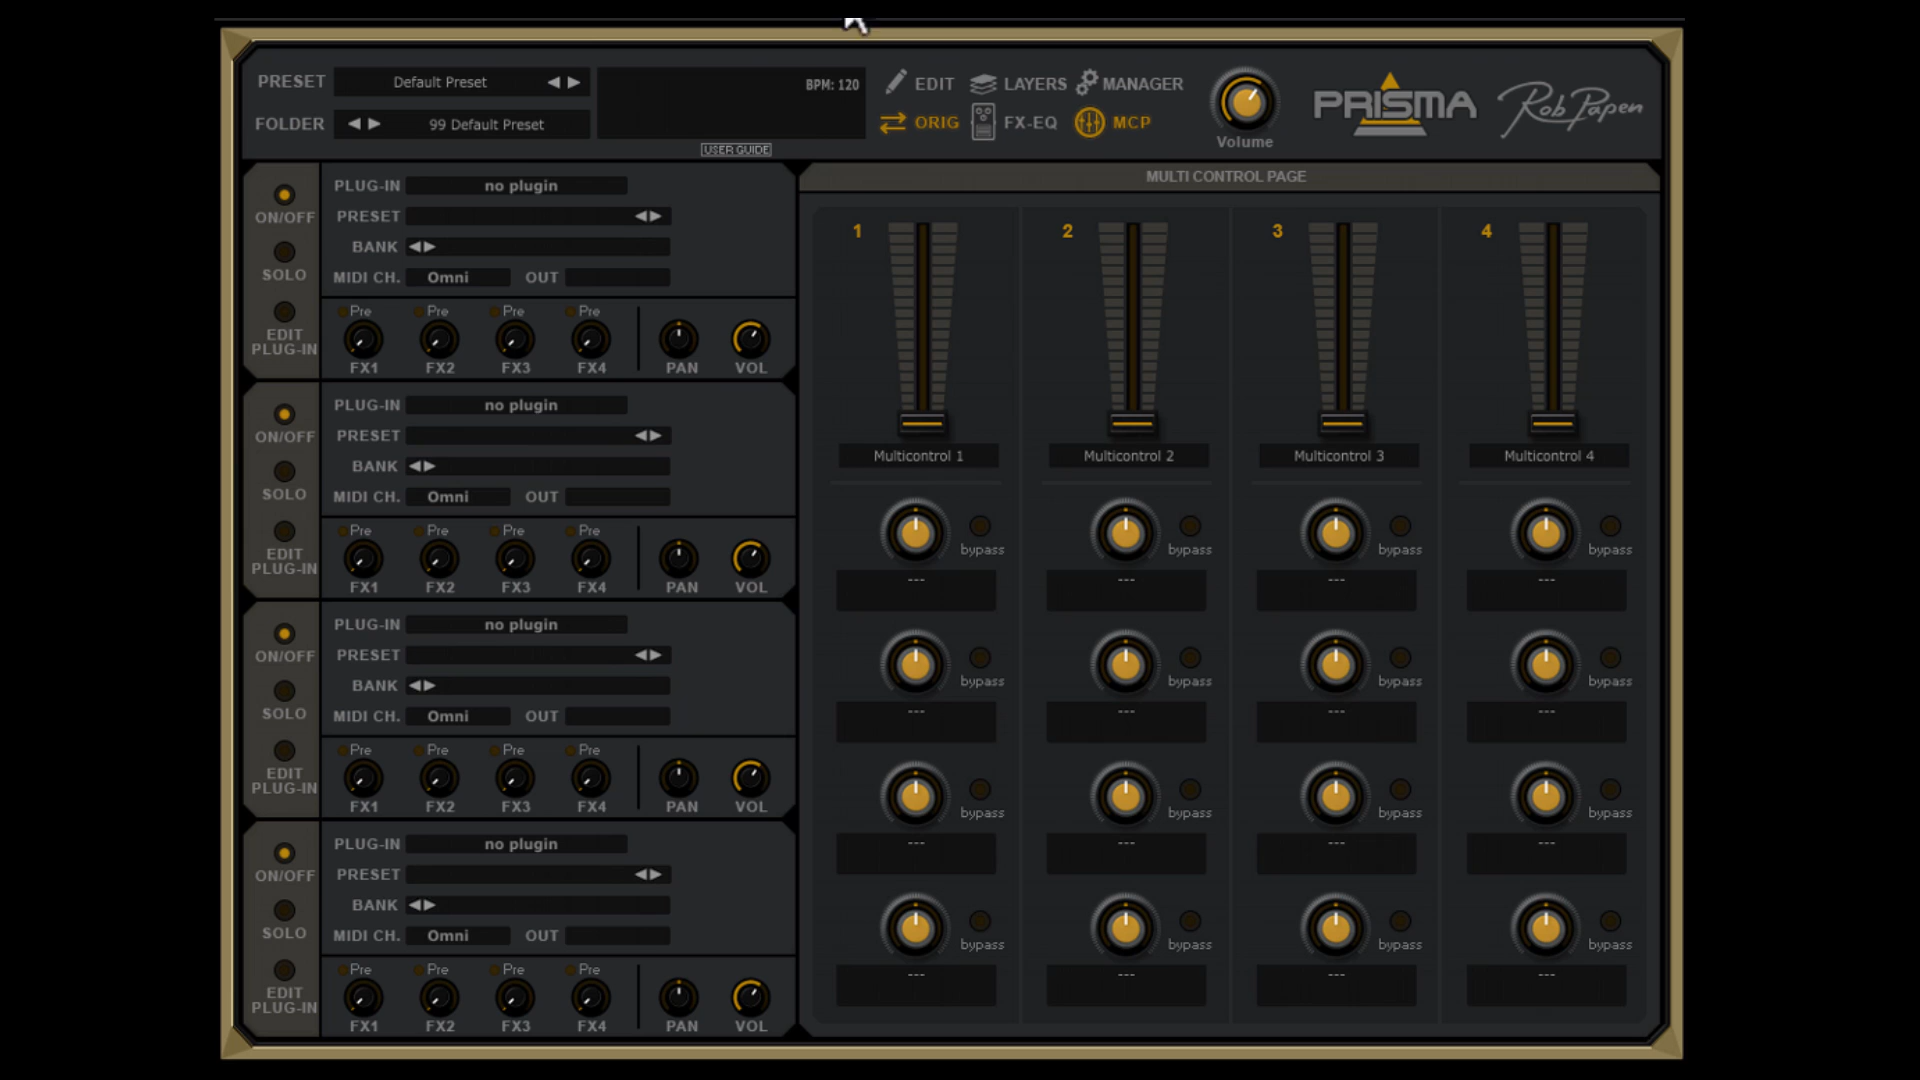 PRESET Default Preset
BPM: 120
EDIT LAYERS MANAGER
FOLDER 99 Default Preset
ORIG FX-EQ MCP
Volume
PRISMA
Rob Papen
USER GUIDE
ON/OFF
SOLO
EDIT
PLUG-IN
PLUG-IN no plugin
PRESET
BANK
MIDI CH. Omni OUT
Pre Pre Pre Pre
FX1 FX2 FX3 FX4 PAN VOL
ON/OFF
SOLO
EDIT
PLUG-IN
PLUG-IN no plugin
PRESET
BANK
MIDI CH. Omni OUT
Pre Pre Pre Pre
FX1 FX2 FX3 FX4 PAN VOL
ON/OFF
SOLO
EDIT
PLUG-IN
PLUG-IN no plugin
PRESET
BANK
MIDI CH. Omni OUT
Pre Pre Pre Pre
FX1 FX2 FX3 FX4 PAN VOL
ON/OFF
SOLO
EDIT
PLUG-IN
PLUG-IN no plugin
PRESET
BANK
MIDI CH. Omni OUT
Pre Pre Pre Pre
FX1 FX2 FX3 FX4 PAN VOL
MULTI CONTROL PAGE
1 2 3 4
Multicontrol 1 Multicontrol 2 Multicontrol 3 Multicontrol 4
bypass bypass bypass bypass
--- --- --- ---
bypass bypass bypass bypass
--- --- --- ---
bypass bypass bypass bypass
--- --- --- ---
bypass bypass bypass bypass
--- --- --- ---